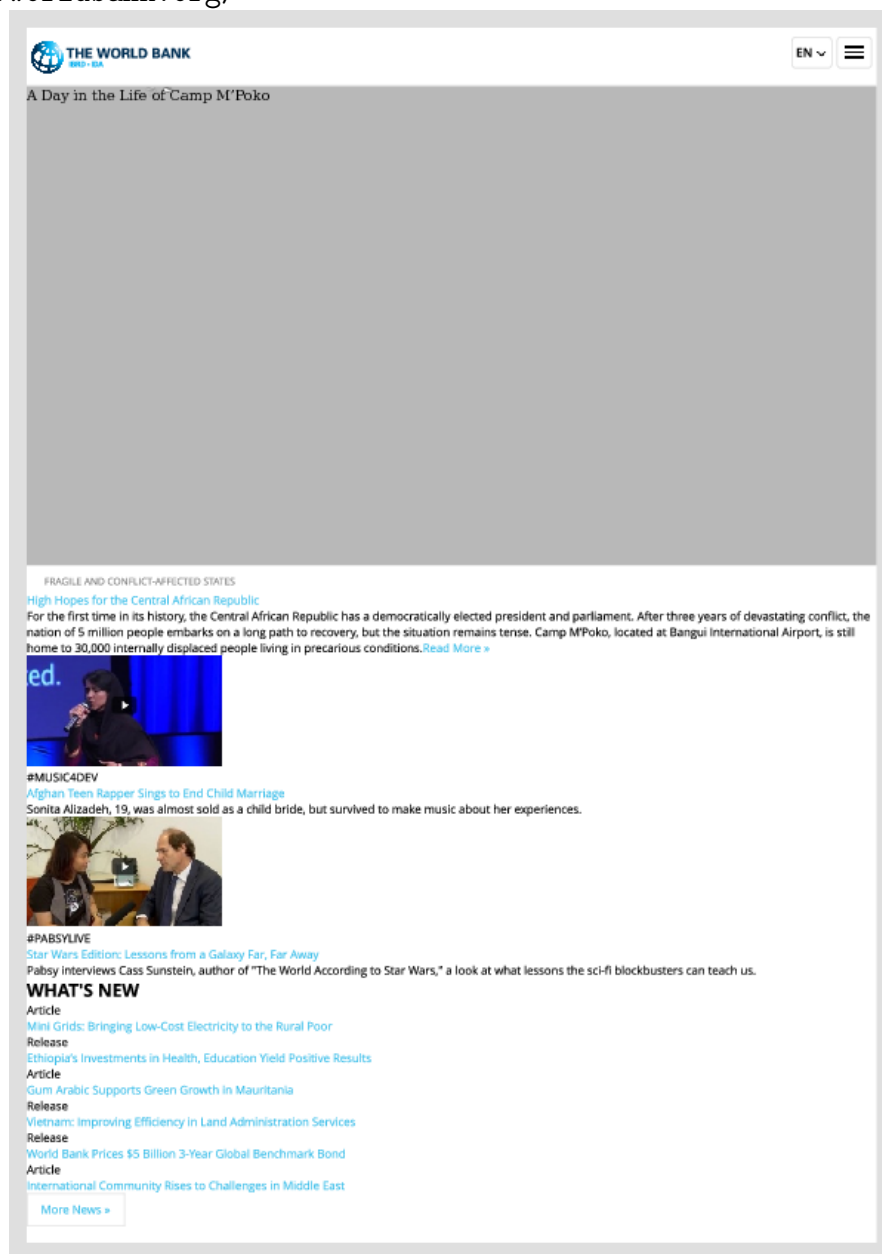 THE WORLD BANK
IBRD • IDA
EN
A Day in the Life of Camp M'Poko
FRAGILE AND CONFLICT-AFFECTED STATES
High Hopes for the Central African Republic
For the first time in its history, the Central African Republic has a democratically elected president and parliament. After three years of devastating conflict, the
nation of 5 million people embarks on a long path to recovery, but the situation remains tense. Camp M'Poko, located at Bangui International Airport, is still
home to 30,000 internally displaced people living in precarious conditions.Read More »
ed.
#MUSIC4DEV
Afghan Teen Rapper Sings to End Child Marriage
Sonita Alizadeh, 19, was almost sold as a child bride, but survived to make music about her experiences.
#PABSYLIVE
Star Wars Edition: Lessons from a Galaxy Far, Far Away
Pabsy interviews Cass Sunstein, author of "The World According to Star Wars," a look at what lessons the sci-fi blockbusters can teach us.
WHAT'S NEW
Article
Mini Grids: Bringing Low-Cost Electricity to the Rural Poor
Release
Ethiopia's Investments in Health, Education Yield Positive Results
Article
Gum Arabic Supports Green Growth in Mauritania
Release
Vietnam: Improving Efficiency in Land Administration Services
Release
World Bank Prices $5 Billion 3-Year Global Benchmark Bond
Article
International Community Rises to Challenges in Middle East
More News »